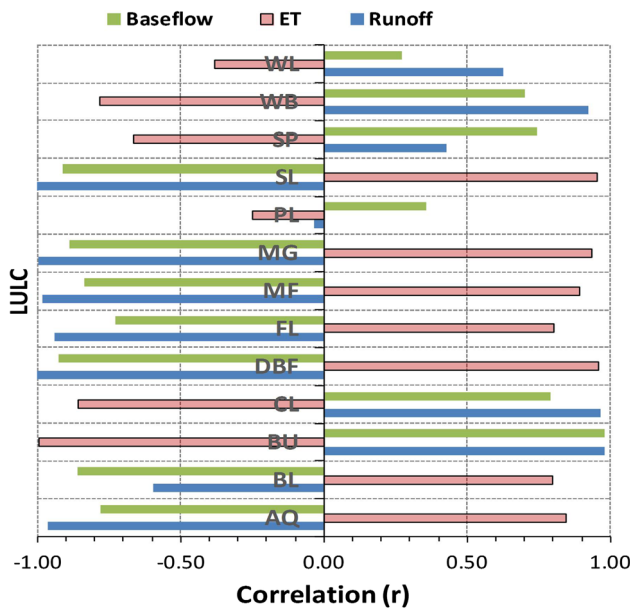 Baseflow ET Runoff
WL
WB
SP
SL
PL
MG
MF
FL
DBF
CL
BU
BL
AQ
LULC
-1.00 -0.50 0.00 0.50 1.00
Correlation (r)